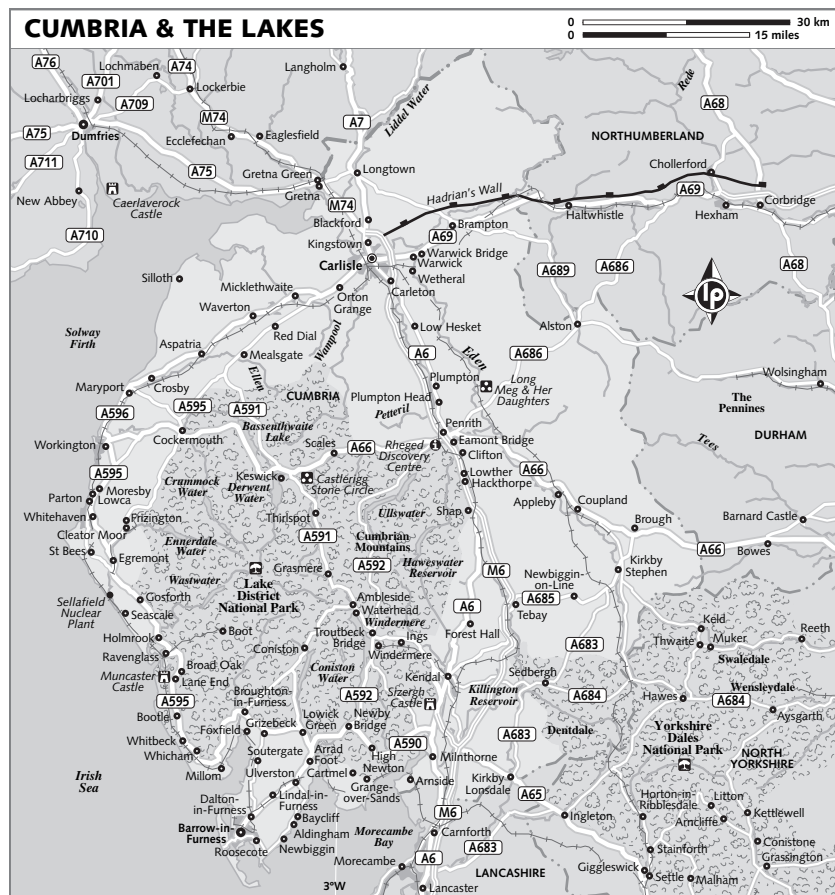 CUMBRIA & THE LAKES
0 30 km
0 15 miles
A76
A701
A74
Lochmaben
Langholm
Lockerbie
Locharbriggs
A709
A68
Rede
A75
Dumfries
M74
A7
Liddel Water
Ecclefechan
Eaglesfield
NORTHUMBERLAND
A711
A75
Chollerford
Gretna Green
Longtown
Gretna
Hadrian's Wall
A69
New Abbey
Caerlaverock
Castle
M74
Corbridge
Haltwhistle
Hexham
Blackford
Brampton
A710
Kingstown
A69
Warwick Bridge
Carlisle
Warwick
A689
A686
A68
Wetheral
Silloth
Micklethwaite
Orton
Grange
Carleton
lp
Waverton
Solway
Firth
Red Dial
Wampool
Low Hesket
Alston
Aspatria
Mealsgate
A6
Eden
A686
Ellen
Wolsingham
Crosby
Plumpton
Long
Meg & Her
Daughters
Maryport
CUMBRIA
Plumpton Head
The
Pennines
A596
A595
A591
Petteril
Bassenthwaite
Lake
Penrith
DURHAM
Cockermouth
Scales
A66
Rheged
Discovery
Centre
Eamont Bridge
Workington
Clifton
Tees
A595
Keswick
Castlerigg
Stone Circle
Lowther
A66
Crummock
Water
Derwent
Water
Hackthorpe
Moresby
Parton
Lowca
Appleby
Coupland
Ullswater
Whitehaven
Frizington
Thirlspot
Shap
Barnard Castle
Cleator Moor
Ennerdale
Water
A591
Cumbrian
Mountains
Brough
St Bees
A66
Bowes
Egremont
Haweswater
Reservoir
Wastwater
Grasmere
A592
M6
Kirkby
Stephen
Lake
District
National Park
Newbiggin-
on-Line
Sellafield
Nuclear
Plant
Gosforth
Ambleside
A6
A685
Seascale
Waterhead
Tebay
Windermere
Keld
Holmrook
Boot
Troutbeck
Bridge
Ings
Forest Hall
A683
Thwaite
Muker
Reeth
Ravenglass
Coniston
Windermere
Swaledale
Broad Oak
Coniston
Water
Sedbergh
Muncaster
Castle
Lane End
Kendal
Wensleydale
Broughton-
in-Furness
A592
Sizergh
Castle
Killington
Reservoir
A684
Hawes
A684
A595
Bootle
Lowick
Green
Newby
Bridge
Aysgarth
Foxfield
Grizebeck
A683
Dentdale
Yorkshire
Dales
National Park
Whitbeck
Soutergate
Arrad
Foot
A590
Whicham
High
Newton
Milnthorpe
NORTH
YORKSHIRE
Ulverston
Cartmel
Irish
Sea
Millom
Grange-
over-Sands
Arnside
Kirkby
Lonsdale
Dalton-
in-Furness
Lindal-in-
Furness
A65
Horton-in-
Ribblesdale
Litton
M6
Kettlewell
Baycliff
Ingleton
Arncliffe
Barrow-in-
Furness
Aldingham
Morecambe
Bay
Carnforth
Conistone
Roosecote
Newbiggin
A683
Stainforth
Grassington
A6
Morecambe
LANCASHIRE
Giggleswick
3°W
Settle
Malham
Lancaster